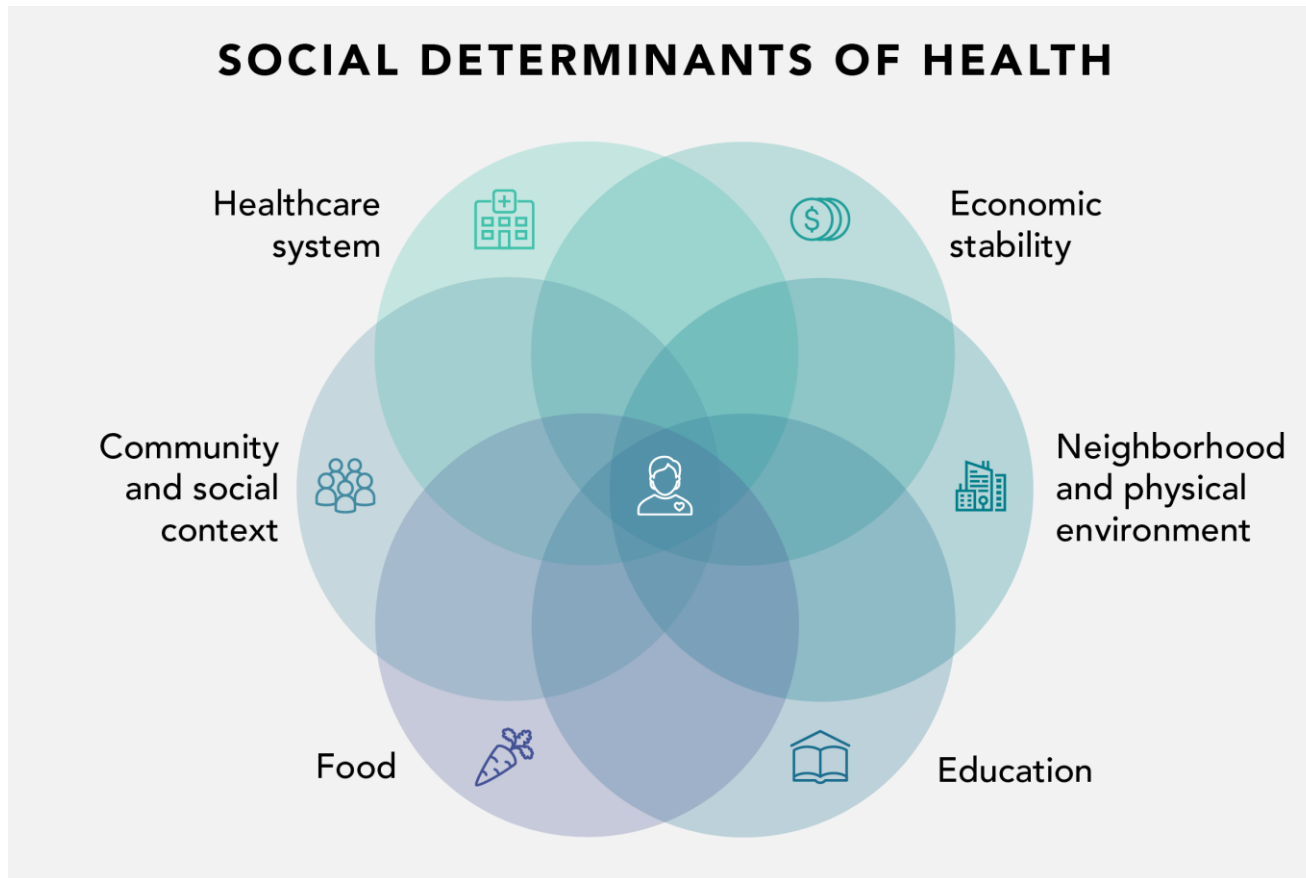 SOCIAL DETERMINANTS OF HEALTH
Healthcare
system
Economic
stability
Community
and social
context
Neighborhood
and physical
environment
Food
Education
$